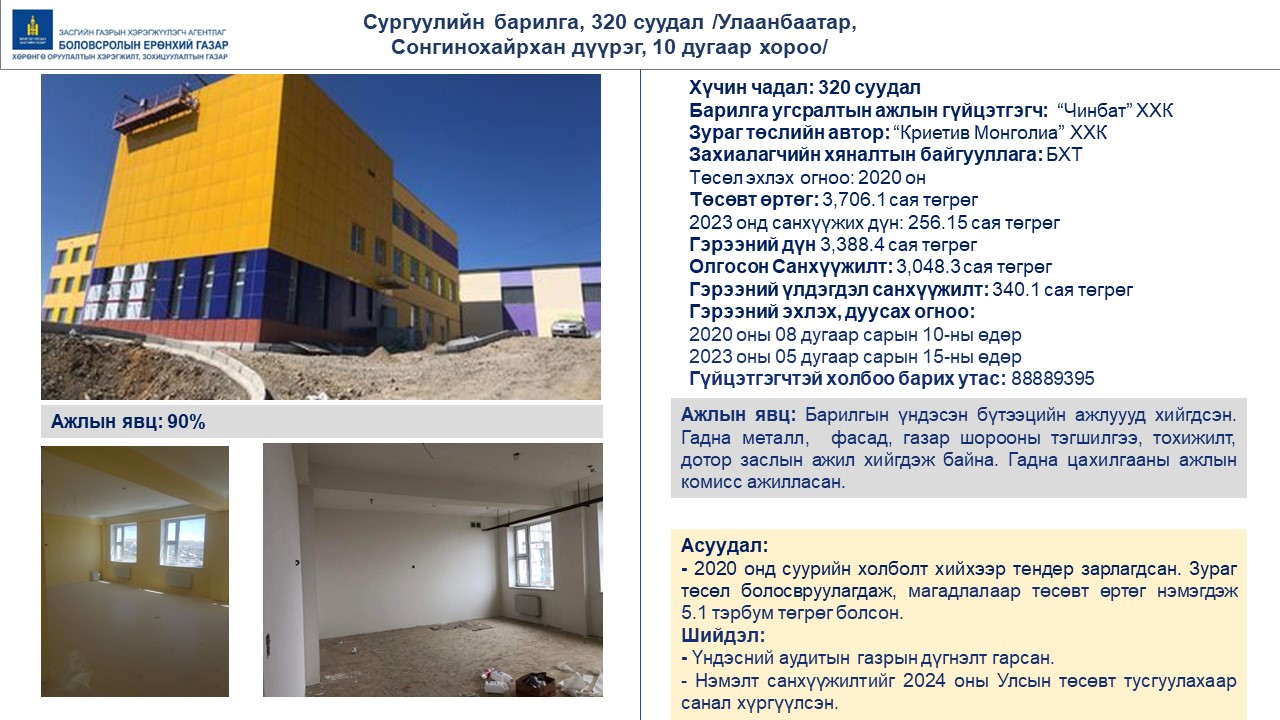 ЗАСГИЙН ГАЗРЫН ХЭРЭГЖҮҮЛЭГЧ АГЕНТЛАГ
БОЛОВСРОЛЫН ЕРӨНХИЙ ГАЗАР
ХӨРӨНГӨ ОРУУЛАЛТЫН ХЭРЭГЖИЛТ, ЗОХИЦУУЛАЛТЫН ГАЗАР
Сургуулийн барилга, 320 суудал /Улаанбаатар,
Сонгинохайрхан дүүрэг, 10 дугаар хороо/
Хүчин чадал: 320 суудал
Барилга угсралтын ажлын гүйцэтгэгч: “Чинбат” ХХК
Зураг төслийн автор: “Криетив Монголиа” ХХК
Захиалагчийн хяналтын байгууллага: БХТ
Төсөл эхлэх огноо: 2020 он
Төсөвт өртөг: 3,706.1 сая төгрөг
2023 онд санхүүжих дүн: 256.15 сая төгрөг
Гэрээний дүн 3,388.4 сая төгрөг
Олгосон Санхүүжилт: 3,048.3 сая төгрөг
Гэрээний үлдэгдэл санхүүжилт: 340.1 сая төгрөг
Гэрээний эхлэх, дуусах огноо:
2020 оны 08 дугаар сарын 10-ны өдөр
2023 оны 05 дугаар сарын 15-ны өдөр
Гүйцэтгэгчтэй холбоо барих утас: 88889395
Ажлын явц: 90%
Ажлын явц: Барилгын үндэсэн бүтээцийн ажлуууд хийгдсэн.
Гадна металл, фасад, газар шорооны тэгшилгээ, тохижилт,
дотор заслын ажил хийгдэж байна. Гадна цахилгааны ажлын
комисс ажилласан.
Асуудал:
- 2020 онд суурийн холболт хийхээр тендер зарлагдсан. Зураг
төсөл болосвруулагдаж, магадлалаар төсөвт өртөг нэмэгдэж
5.1 тэрбум төгрөг болсон.
Шийдэл:
- Үндэсний аудитын газрын дүгнэлт гарсан.
- Нэмэлт санхүүжилтийг 2024 оны Улсын төсөвт тусгуулахаар
санал хүргүүлсэн.